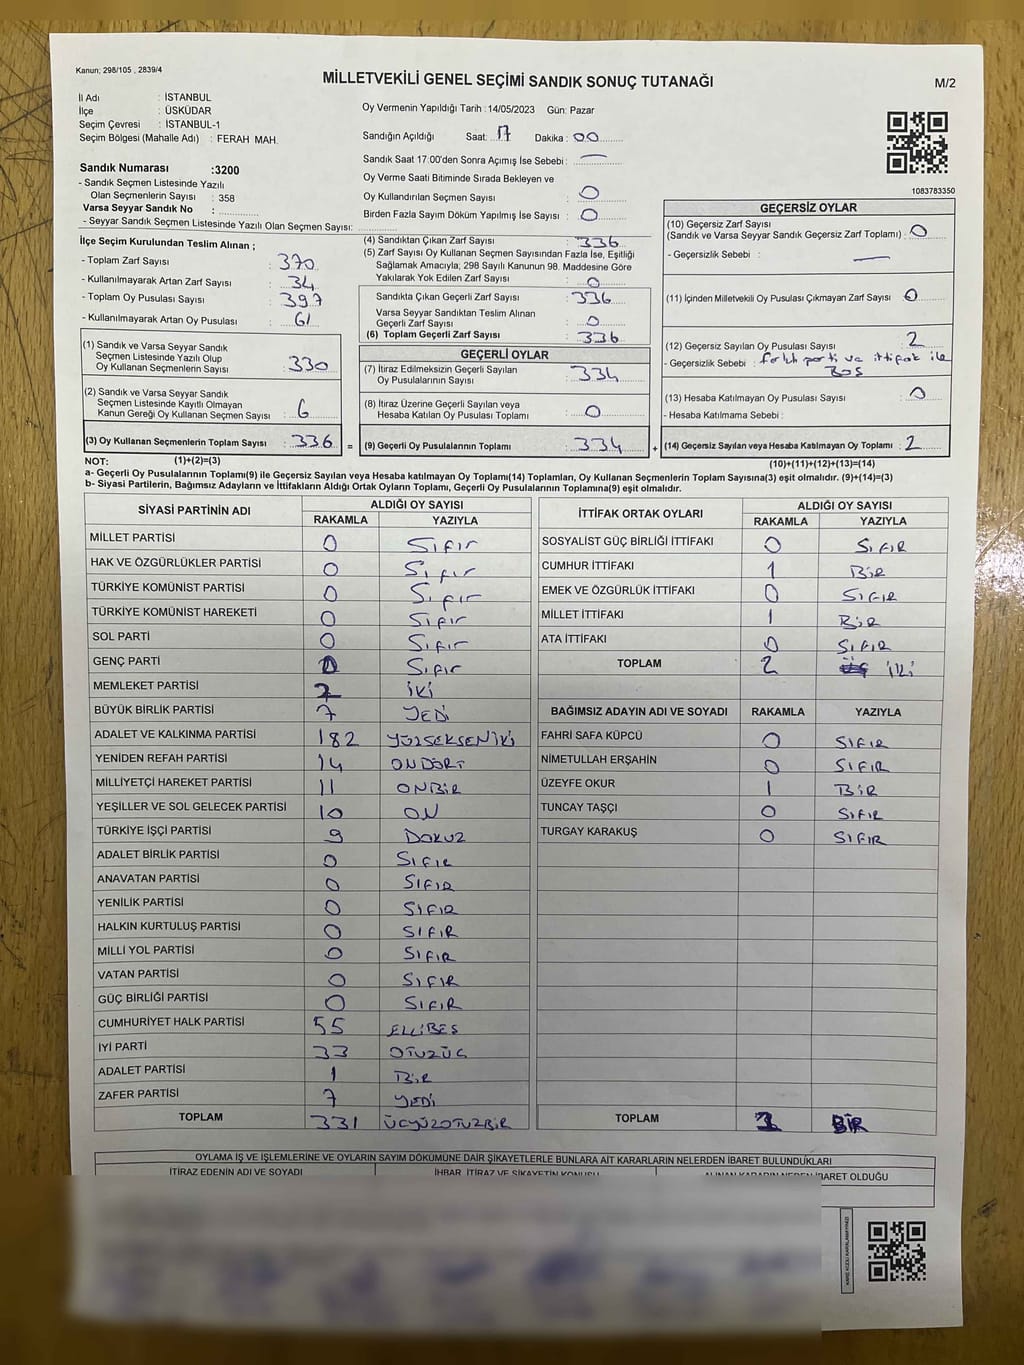 Kanun; 298/105 , 2839/4
MİLLETVEKİLİ GENEL SEÇİMİ SANDIK SONUÇ TUTANAĞI
M/2
İl Adı : İSTANBUL
İlçe : ÜSKÜDAR
Seçim Çevresi : İSTANBUL-1
Seçim Bölgesi (Mahalle Adı) : FERAH MAH.
Sandık Numarası :3200
- Sandık Seçmen Listesinde Yazılı
Olan Seçmenlerin Sayısı : 358
Varsa Seyyar Sandık No :
- Seyyar Sandık Seçmen Listesinde Yazılı Olan Seçmen Sayısı:
Oy Vermenin Yapıldığı Tarih :14/05/2023 Gün: Pazar
Sandığın Açıldığı Saat: 17 Dakika : 00
Sandık Saat 17:00'den Sonra Açımış İse Sebebi : —
Oy Verme Saati Bitiminde Sırada Bekleyen ve
Oy Kullandırılan Seçmen Sayısı : 0
Birden Fazla Sayım Döküm Yapılmış İse Sayısı : 0
1083783350
İlçe Seçim Kurulundan Teslim Alınan ;
- Toplam Zarf Sayısı : 370
- Kullanılmayarak Artan Zarf Sayısı : 34
- Toplam Oy Pusulası Sayısı : 397
- Kullanılmayarak Artan Oy Pusulası : 61
(1) Sandık ve Varsa Seyyar Sandık
Seçmen Listesinde Yazılı Olup
Oy Kullanan Seçmenlerin Sayısı : 330
(2) Sandık ve Varsa Seyyar Sandık
Seçmen Listesinde Kayıtlı Olmayan
Kanun Gereği Oy Kullanan Seçmen Sayısı : 6
(3) Oy Kullanan Seçmenlerin Toplam Sayısı : 336 =
(1)+(2)=(3)
(4) Sandıktan Çıkan Zarf Sayısı : 336
(5) Zarf Sayısı Oy Kullanan Seçmen Sayısından Fazla İse, Eşitliği
Sağlamak Amacıyla; 298 Sayılı Kanunun 98. Maddesine Göre
Yakılarak Yok Edilen Zarf Sayısı : 0
Sandıkta Çıkan Geçerli Zarf Sayısı : 336
Varsa Seyyar Sandıktan Teslim Alınan
Geçerli Zarf Sayısı : 0
(6) Toplam Geçerli Zarf Sayısı : 336
GEÇERLİ OYLAR
(7) İtiraz Edilmeksizin Geçerli Sayılan
Oy Pusulalarının Sayısı : 334
(8) İtiraz Üzerine Geçerli Sayılan veya
Hesaba Katılan Oy Pusulası Toplamı : 0
(9) Geçerli Oy Pusulalarının Toplamı : 334 +
GEÇERSİZ OYLAR
(10) Geçersiz Zarf Sayısı
(Sandık ve Varsa Seyyar Sandık Geçersiz Zarf Toplamı) : 0
- Geçersizlik Sebebi : —
(11) İçinden Milletvekili Oy Pusulası Çıkmayan Zarf Sayısı : 0
(12) Geçersiz Sayılan Oy Pusulası Sayısı : 2
- Geçersizlik Sebebi : farklı parti ve ittifak ile
BOŞ
(13) Hesaba Katılmayan Oy Pusulası Sayısı : 0
- Hesaba Katılmama Sebebi :
(14) Geçersiz Sayılan veya Hesaba Katılmayan Oy Toplamı : 2
(10)+(11)+(12)+(13)=(14)
NOT:
a- Geçerli Oy Pusulalarının Toplamı(9) ile Geçersiz Sayılan veya Hesaba katılmayan Oy Toplamı(14) Toplamları, Oy Kullanan Seçmenlerin Toplam Sayısına(3) eşit olmalıdır. (9)+(14)=(3)
b- Siyasi Partilerin, Bağımsız Adayların ve İttifakların Aldığı Ortak Oyların Toplamı, Geçerli Oy Pusulalarının Toplamına(9) eşit olmalıdır.
SİYASİ PARTİNİN ADI ALDIĞI OY SAYISI
RAKAMLA YAZIYLA
MİLLET PARTİSİ 0 Sıfır
HAK VE ÖZGÜRLÜKLER PARTİSİ 0 Sıfır
TÜRKİYE KOMÜNİST PARTİSİ 0 Sıfır
TÜRKİYE KOMÜNİST HAREKETİ 0 Sıfır
SOL PARTİ 0 Sıfır
GENÇ PARTİ 0 Sıfır
MEMLEKET PARTİSİ 2 İKİ
BÜYÜK BİRLİK PARTİSİ 7 YEDİ
ADALET VE KALKINMA PARTİSİ 182 YÜZSEKSENİKİ
YENİDEN REFAH PARTİSİ 14 ONDÖRT
MİLLİYETÇİ HAREKET PARTİSİ 11 ONBİR
YEŞİLLER VE SOL GELECEK PARTİSİ 10 ON
TÜRKİYE İŞÇİ PARTİSİ 9 DOKUZ
ADALET BİRLİK PARTİSİ 0 SIFIR
ANAVATAN PARTİSİ 0 SIFIR
YENİLİK PARTİSİ 0 SIFIR
HALKIN KURTULUŞ PARTİSİ 0 SIFIR
MİLLİ YOL PARTİSİ 0 SIFIR
VATAN PARTİSİ 0 SIFIR
GÜÇ BİRLİĞİ PARTİSİ 0 SIFIR
CUMHURİYET HALK PARTİSİ 55 ELLİBEŞ
İYİ PARTİ 33 OTUZÜÇ
ADALET PARTİSİ 1 BİR
ZAFER PARTİSİ 7 YEDİ
TOPLAM 331 ÜÇYÜZOTUZBİR
İTTİFAK ORTAK OYLARI ALDIĞI OY SAYISI
RAKAMLA YAZIYLA
SOSYALİST GÜÇ BİRLİĞİ İTTİFAKI 0 SIFIR
CUMHUR İTTİFAKI 1 BİR
EMEK VE ÖZGÜRLÜK İTTİFAKI 0 SIFIR
MİLLET İTTİFAKI 1 BİR
ATA İTTİFAKI 0 SIFIR
TOPLAM 2 İKİ
BAĞIMSIZ ADAYIN ADI VE SOYADI RAKAMLA YAZIYLA
FAHRİ SAFA KÜPCÜ 0 SIFIR
NİMETULLAH ERŞAHİN 0 SIFIR
ÜZEYFE OKUR 1 BİR
TUNCAY TAŞÇI 0 SIFIR
TURGAY KARAKUŞ 0 SIFIR
TOPLAM 1 BİR
OYLAMA İŞ VE İŞLEMLERİNE VE OYLARIN SAYIM DÖKÜMÜNE DAİR ŞİKAYETLERLE BUNLARA AİT KARARLARIN NELERDEN İBARET BULUNDUKLARI
İTİRAZ EDENİN ADI VE SOYADI İHBAR, İTİRAZ VE ŞİKAYETİN KONUSU ALINAN KARARIN NEDEN İBARET OLDUĞU